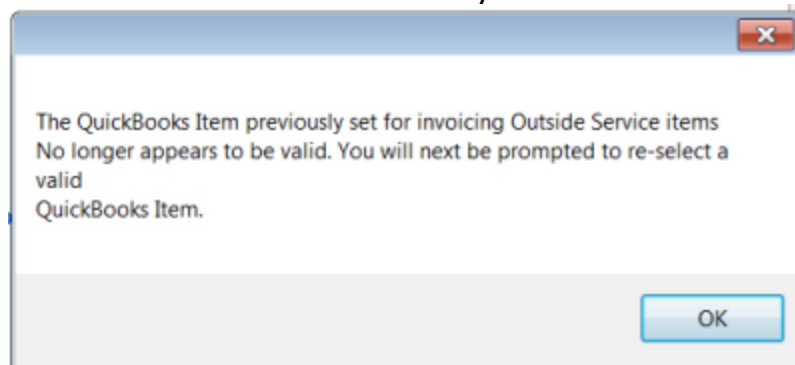 The QuickBooks Item previously set for invoicing Outside Service items
No longer appears to be valid. You will next be prompted to re-select a
valid
QuickBooks Item.
OK